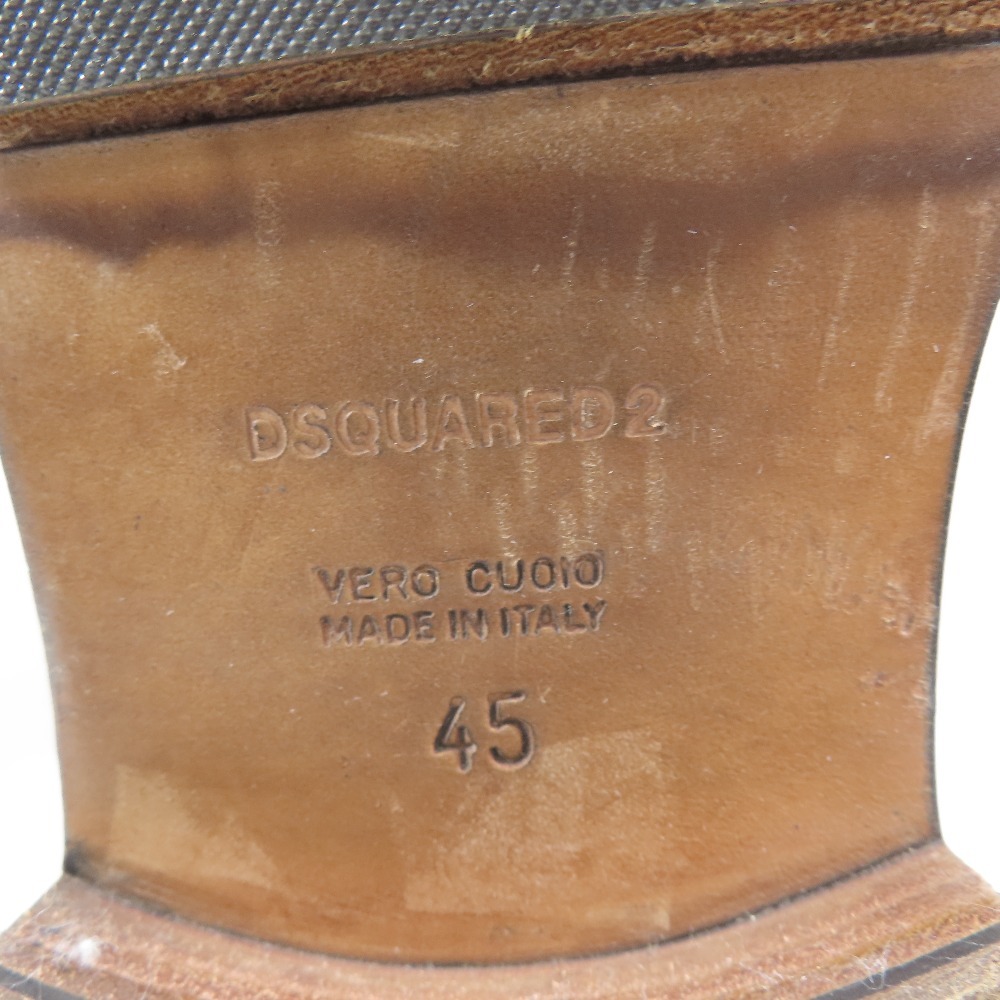 DSQUARED2
VERO CUOIO
MADE IN ITALY
45